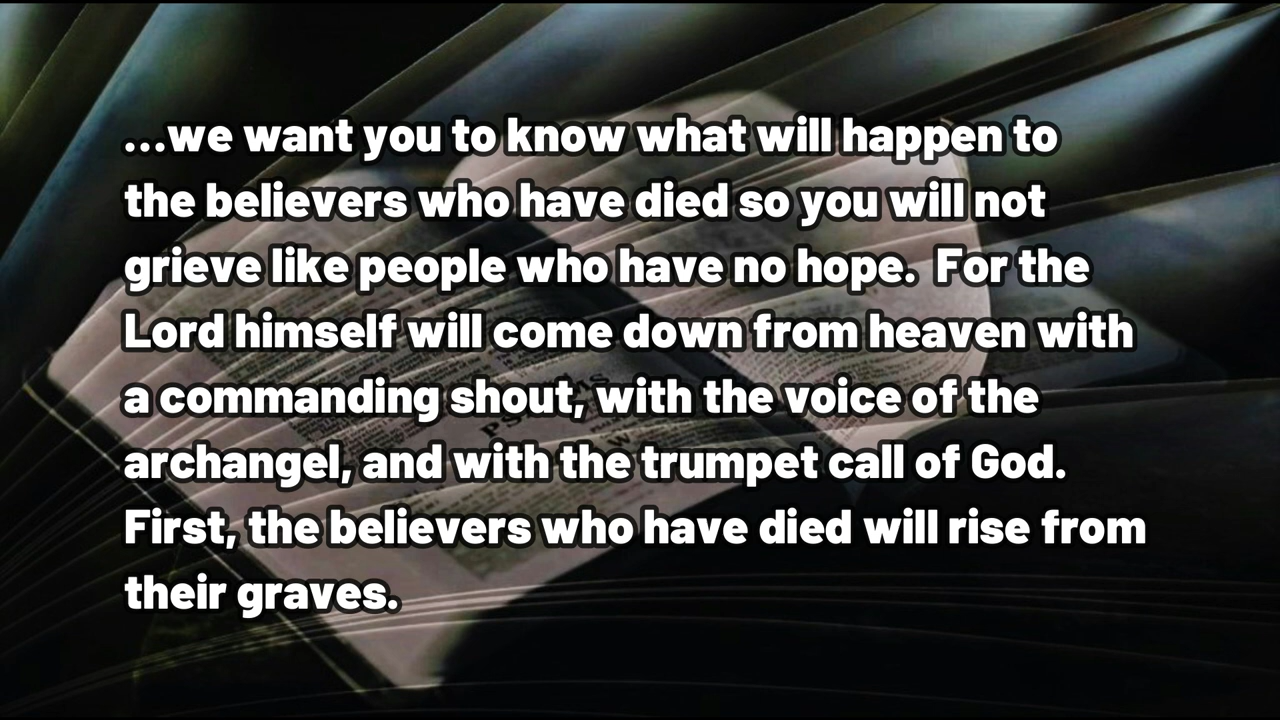 ...we want you to know what will happen to
the believers who have died so you will not
grieve like people who have no hope.  For the
Lord himself will come down from heaven with
a commanding shout, with the voice of the
archangel, and with the trumpet call of God.
First, the believers who have died will rise from
their graves.